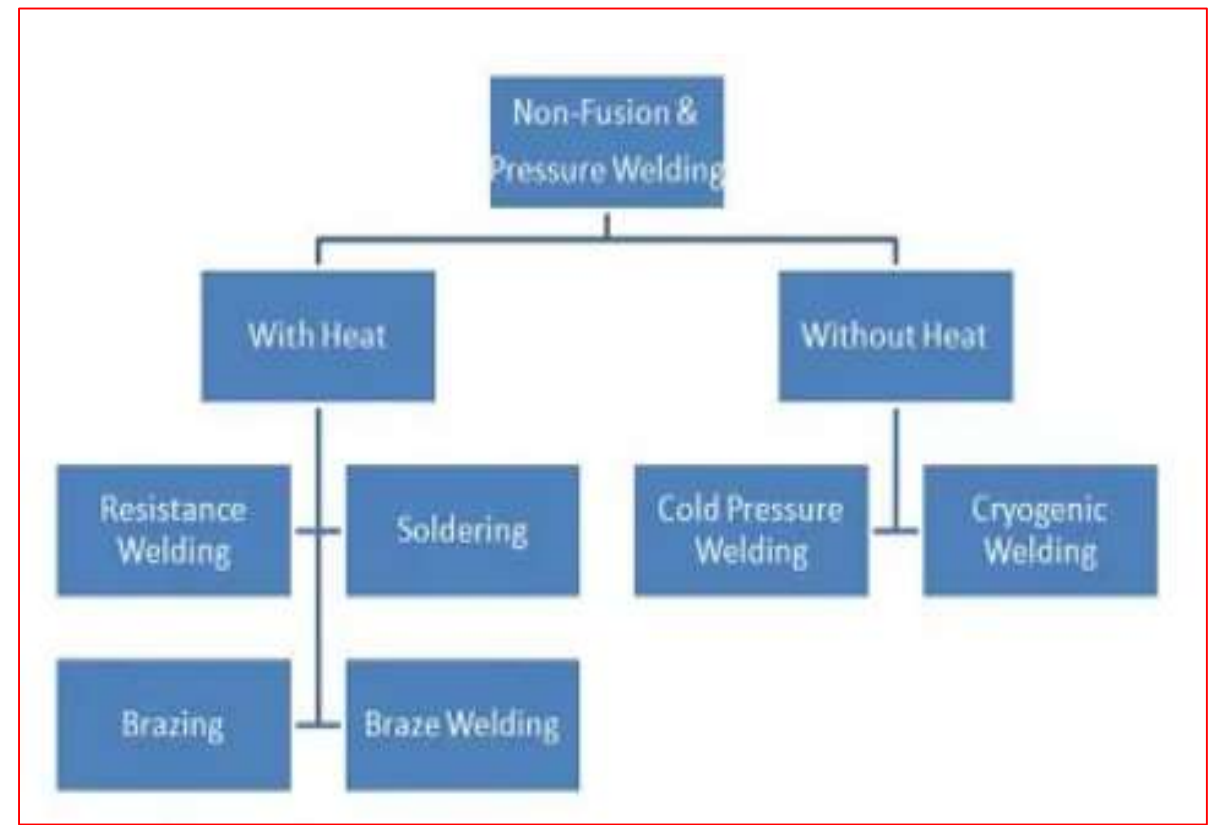 Non-Fusion &
Pressure Welding
With Heat
Without Heat
Resistance
Welding
Soldering
Cold Pressure
Welding
Cryogenic
Welding
Brazing
Braze Welding